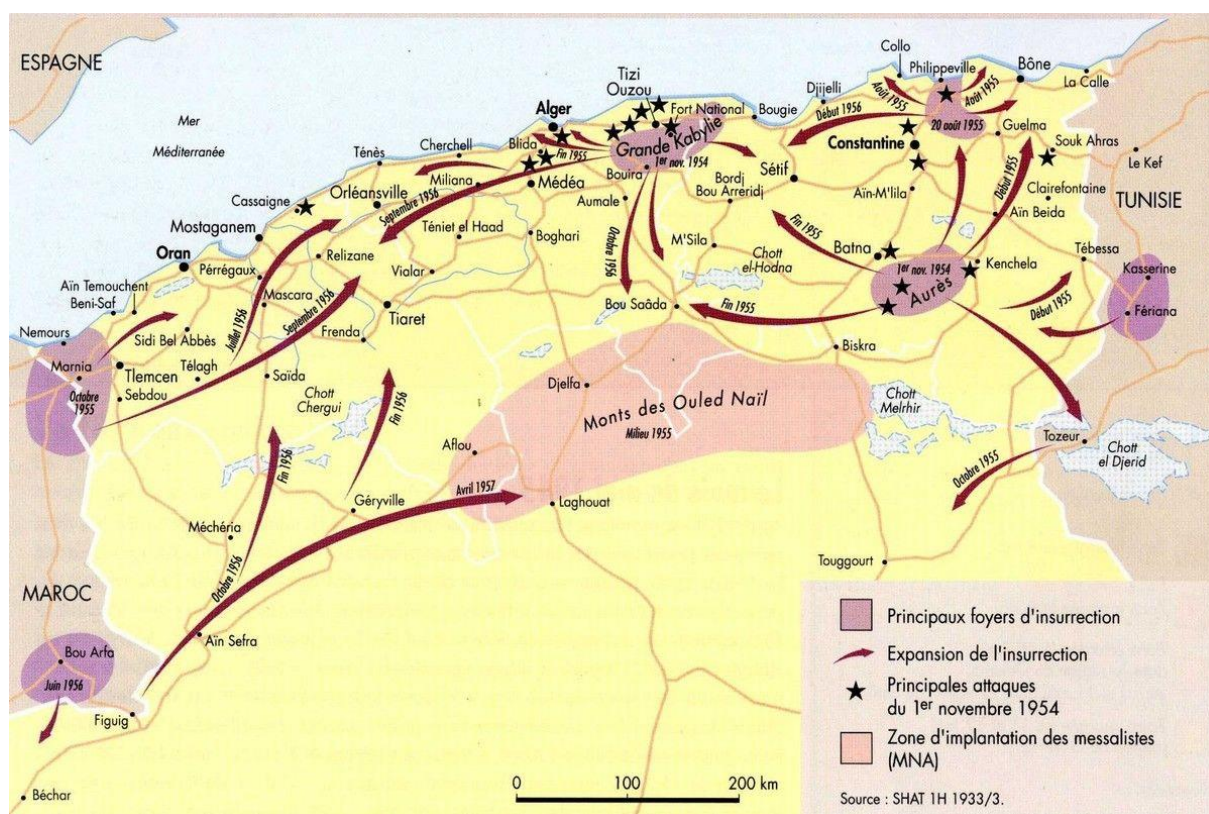 ESPAGNE
Mer
Méditerranée
Collo
Philippeville
Bône
La Calle
Djijelli
Août 1955
Août 1955
Début 1956
20 août 1955
Guelma
Souk Ahras
Le Kef
Constantine
Tizi
Ouzou
Fort National
Bougie
Alger
Grande Kabylie
1er nov. 1954
Blida
Fin 1955
Bouira
Cherchell
Ténès
Miliana
Médéa
Orléansville
Septembre 1956
Sétif
Bordj
Bou Arreridj
Aïn-M'lila
Début 1955
Clairefontaine
Aïn Beida
TUNISIE
Cassaigne
Mostaganem
Aumale
Téniet el Haad
Boghari
M'Sila
Fin 1955
Batna
Oran
Relizane
Vialar
Octobre 1956
Chott
el-Hodna
1er nov. 1954
Aurès
Kenchela
Tébessa
Kasserine
Aïn Temouchent
Beni-Saf
Pérrégaux
Mascara
Juillet 1956
Septembre 1956
Tiaret
Bou Saâda
Fin 1955
Début 1955
Fériana
Nemours
Sidi Bel Abbès
Frenda
Biskra
Marnia
Tlemcen
Télagh
Saïda
Octobre
1955
Sebdou
Chott
Chergui
Fin 1956
Djelfa
Monts des Ouled Naïl
Milieu 1955
Chott
Melrhir
Tozeur
Chott
el Djerid
Octobre 1955
Aflou
Fin 1956
Géryville
Avril 1957
Laghouat
Méchéria
Octobre 1956
Touggourt
MAROC
Aïn Sefra
Bou Arfa
Juin 1956
Figuig
Béchar
0 100 200 km
Principaux foyers d'insurrection
Expansion de l'insurrection
Principales attaques
du 1er novembre 1954
Zone d'implantation des messalistes
(MNA)
Source : SHAT 1H 1933/3.